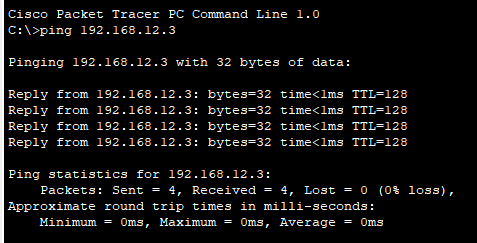 Cisco Packet Tracer PC Command Line 1.0
C:\>ping 192.168.12.3
Pinging 192.168.12.3 with 32 bytes of data:
Reply from 192.168.12.3: bytes=32 time<1ms TTL=128
Reply from 192.168.12.3: bytes=32 time<1ms TTL=128
Reply from 192.168.12.3: bytes=32 time<1ms TTL=128
Reply from 192.168.12.3: bytes=32 time<1ms TTL=128
Ping statistics for 192.168.12.3:
    Packets: Sent = 4, Received = 4, Lost = 0 (0% loss),
Approximate round trip times in milli-seconds:
    Minimum = 0ms, Maximum = 0ms, Average = 0ms